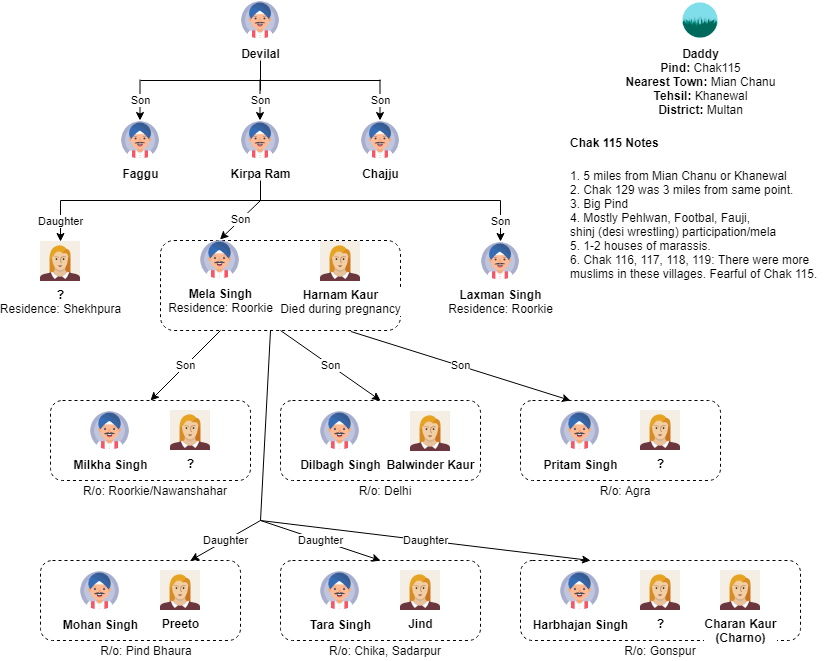 Devilal
Son
Son
Son
Faggu
Kirpa Ram
Chajju
Daddy
Pind: Chak115
Nearest Town: Mian Chanu
Tehsil: Khanewal
District: Multan
Chak 115 Notes
1. 5 miles from Mian Chanu or Khanewal
2. Chak 129 was 3 miles from same point.
3. Big Pind
4. Mostly Pehlwan, Footbal, Fauji,
shinj (desi wrestling) participation/mela
5. 1-2 houses of marassis.
6. Chak 116, 117, 118, 119: There were more
muslims in these villages. Fearful of Chak 115.
Daughter
Son
Son
?
Residence: Shekhpura
Mela Singh
Residence: Roorkie
Harnam Kaur
Died during pregnancy
Laxman Singh
Residence: Roorkie
Son
Son
Son
Milkha Singh
?
R/o: Roorkie/Nawanshahar
Dilbagh Singh
Balwinder Kaur
R/o: Delhi
Pritam Singh
?
R/o: Agra
Daughter
Daughter
Daughter
Mohan Singh
Preeto
R/o: Pind Bhaura
Tara Singh
Jind
R/o: Chika, Sadarpur
Harbhajan Singh
?
Charan Kaur
(Charno)
R/o: Gonspur